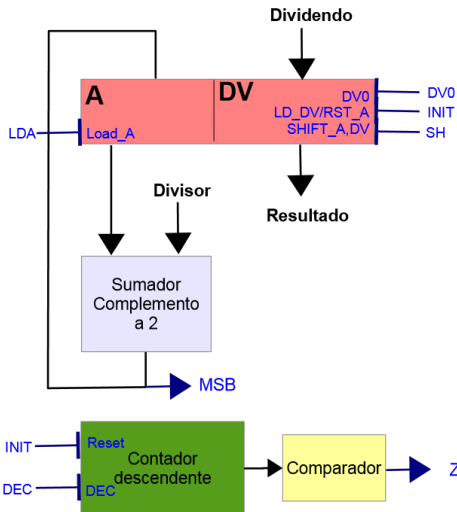 Dividendo
A
DV
DV0
DV0
LD_DV/RST_A
INIT
LDA
Load_A
SHIFT_A,DV
SH
Divisor
Resultado
Sumador
Complemento
a 2
MSB
INIT
Reset
Contador
descendente
Comparador
Z
DEC
DEC